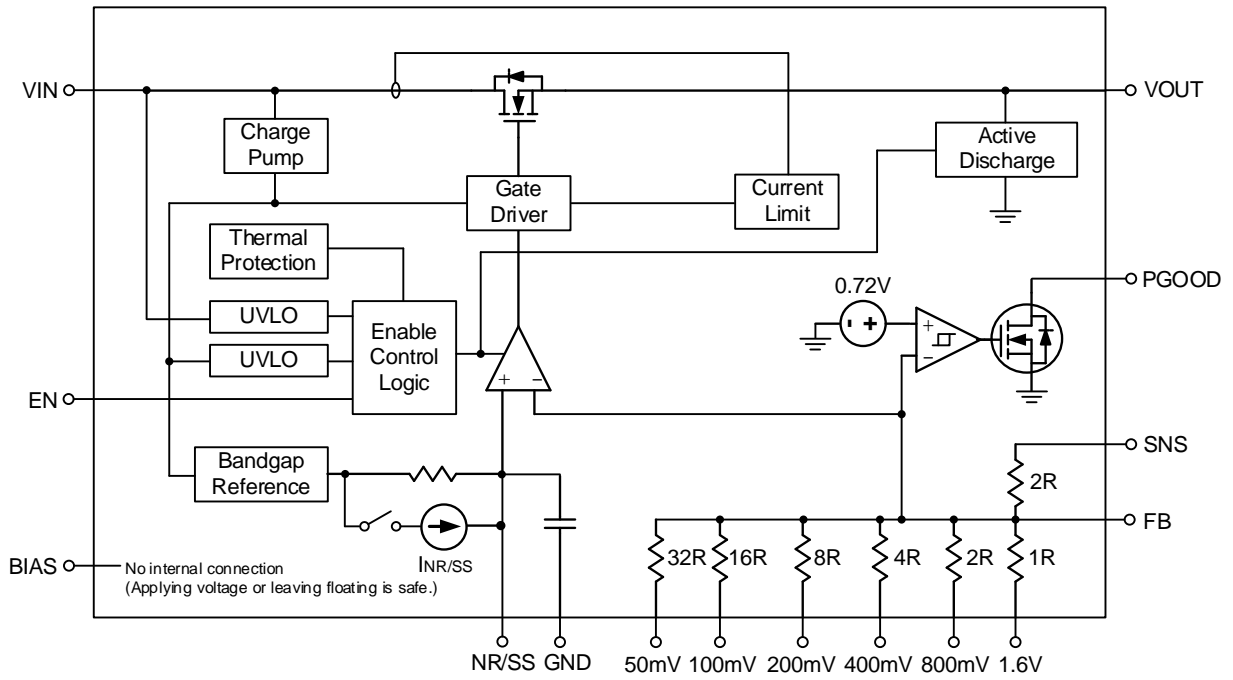 VIN
VOUT
Charge
Pump
Active
Discharge
Gate
Driver
Current
Limit
Thermal
Protection
0.72V
PGOOD
UVLO
UVLO
Enable
Control
Logic
+
-
- +
+
-
EN
SNS
Bandgap
Reference
2R
FB
INR/SS
32R
16R
8R
4R
2R
1R
BIAS
No internal connection
(Applying voltage or leaving floating is safe.)
NR/SS
GND
50mV
100mV
200mV
400mV
800mV
1.6V